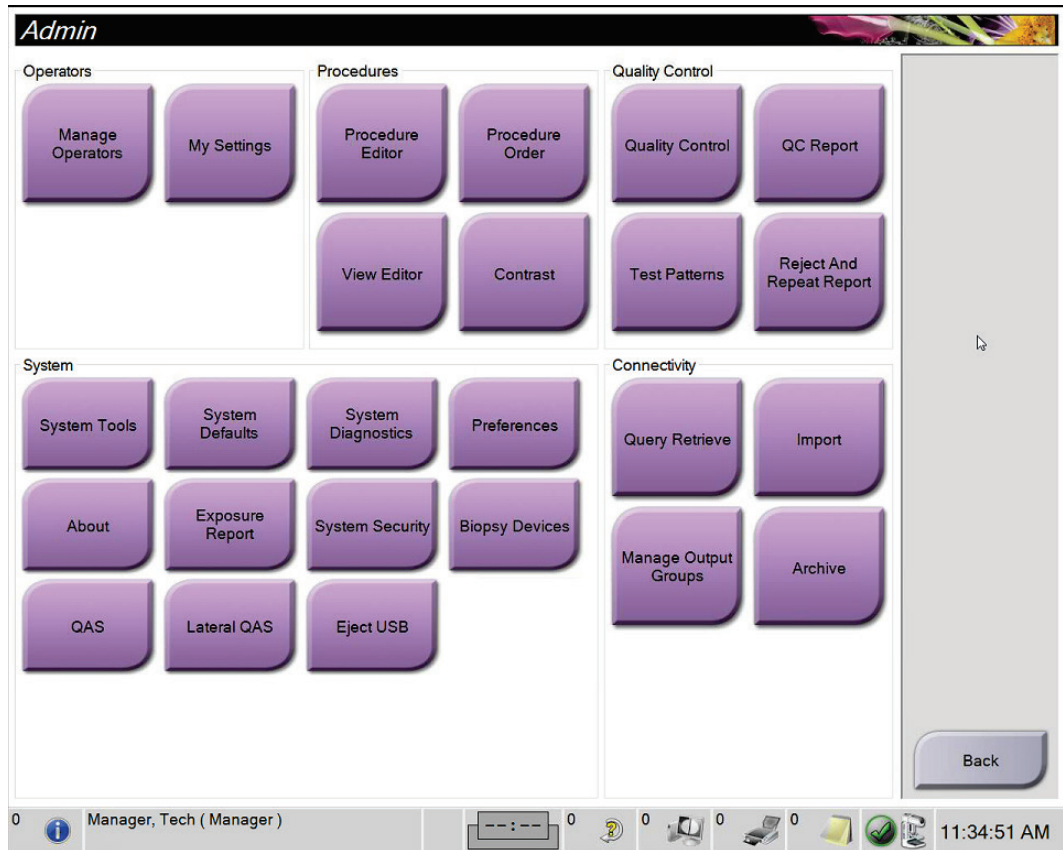 Admin
Operators
Manage
Operators
My Settings
Procedures
Procedure
Editor
Procedure
Order
View Editor
Contrast
Quality Control
Quality Control
QC Report
Test Patterns
Reject And
Repeat Report
System
System Tools
System
Defaults
System
Diagnostics
Preferences
About
Exposure
Report
System Security
Biopsy Devices
QAS
Lateral QAS
Eject USB
Connectivity
Query Retrieve
Import
Manage Output
Groups
Archive
Back
0
Manager, Tech ( Manager )
--:--
0
0
0
0
11:34:51 AM